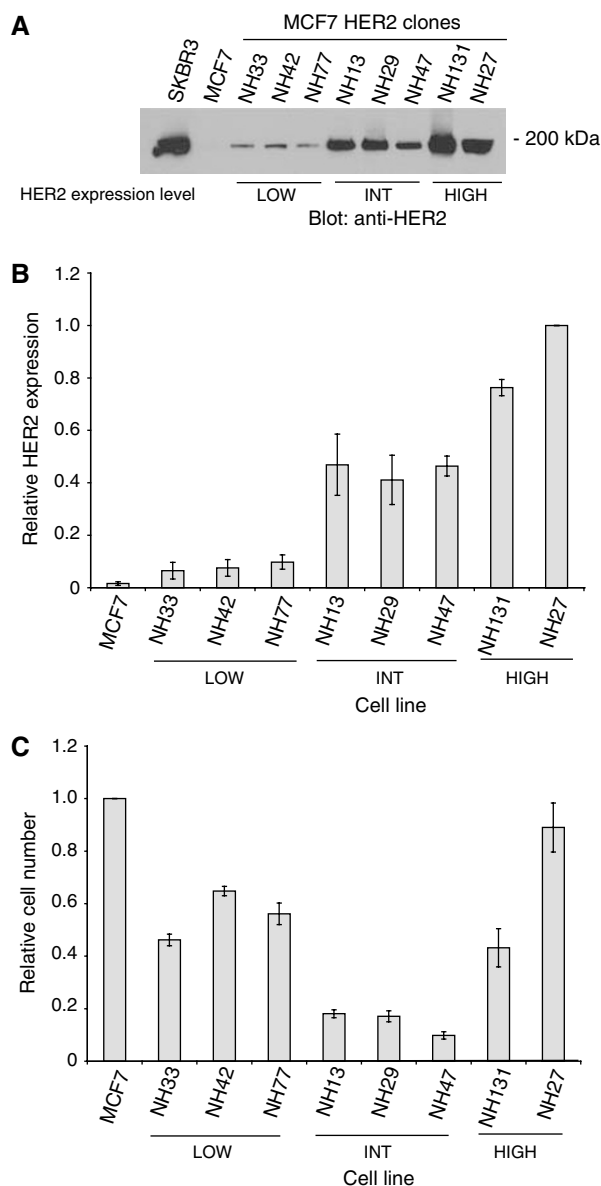 A
MCF7 HER2 clones
SKBR3 MCF7 NH33 NH42 NH77 NH13 NH29 NH47 NH131 NH27
- 200 kDa
HER2 expression level LOW INT HIGH
Blot: anti-HER2
B
Relative HER2 expression
1.2
1.0
0.8
0.6
0.4
0.2
0
MCF7 NH33 NH42 NH77 NH13 NH29 NH47 NH131 NH27
LOW INT HIGH
Cell line
C
Relative cell number
1.2
1.0
0.8
0.6
0.4
0.2
0
MCF7 NH33 NH42 NH77 NH13 NH29 NH47 NH131 NH27
LOW INT HIGH
Cell line